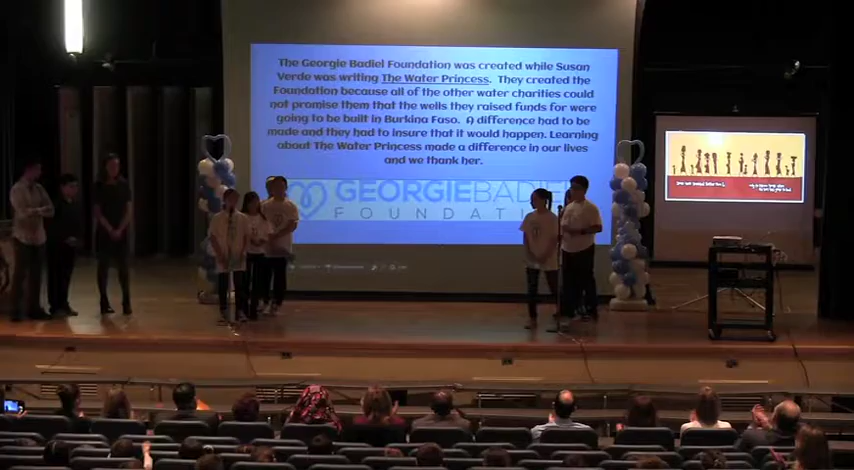 The Georgie Badiel Foundation was created while Susan
Verde was writing The Water Princess. They created the
Foundation because all of the other water charities could
not promise them that the wells they raised funds for were
going to be built in Burkina Faso. A difference had to be
made and they had to insure that it would happen. Learning
about The Water Princess made a difference in our lives
and we thank her.
GEORGIEBADIE
FOUNDATI